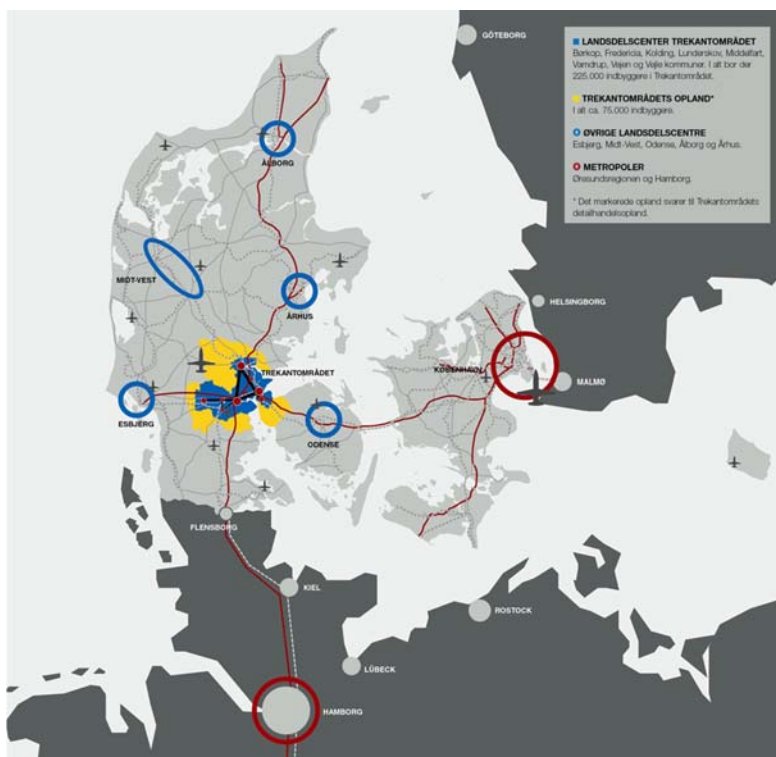 GÖTEBORG
LANDSDELSCENTER TREKANTOMRÅDET
Børkop, Fredericia, Kolding, Lunderskov, Middelfart,
Vamdrup, Vejen og Vejle kommuner. I alt bor der
225.000 indbyggere i Trekantområdet.
TREKANTOMRÅDETS OPLAND*
I alt ca. 75.000 indbyggere.
ØVRIGE LANDSDELSCENTRE
Esbjerg, Midt-Vest, Odense, Ålborg og Århus.
METROPOLER
Øresundsregionen og Hamborg.
* Det markerede opland svarer til Trekantområdets
detailhandelsopland.
ÅLBORG
MIDT-VEST
ÅRHUS
HELSINGBORG
KØBENHAVN
TREKANTOMRÅDET
MALMØ
ESBJERG
ODENSE
FLENSBORG
KIEL
ROSTOCK
LÜBECK
HAMBORG